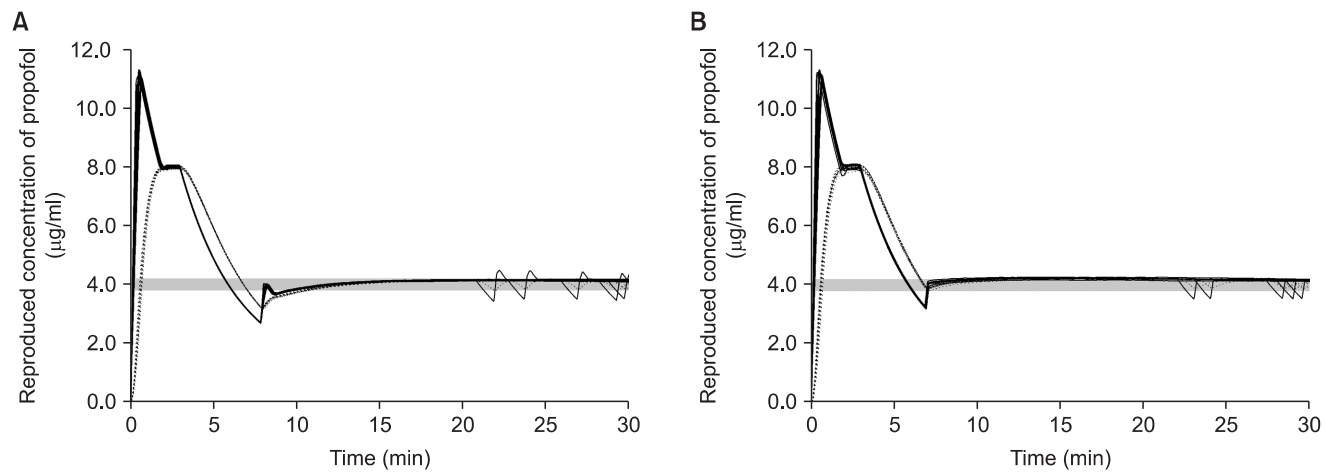 A
Reproduced concentration of propofol
(μg/ml)
12.0
10.0
8.0
6.0
4.0
2.0
0.0
0 5 10 15 20 25 30
Time (min)
B
Reproduced concentration of propofol
(μg/ml)
12.0
10.0
8.0
6.0
4.0
2.0
0.0
0 5 10 15 20 25 30
Time (min)